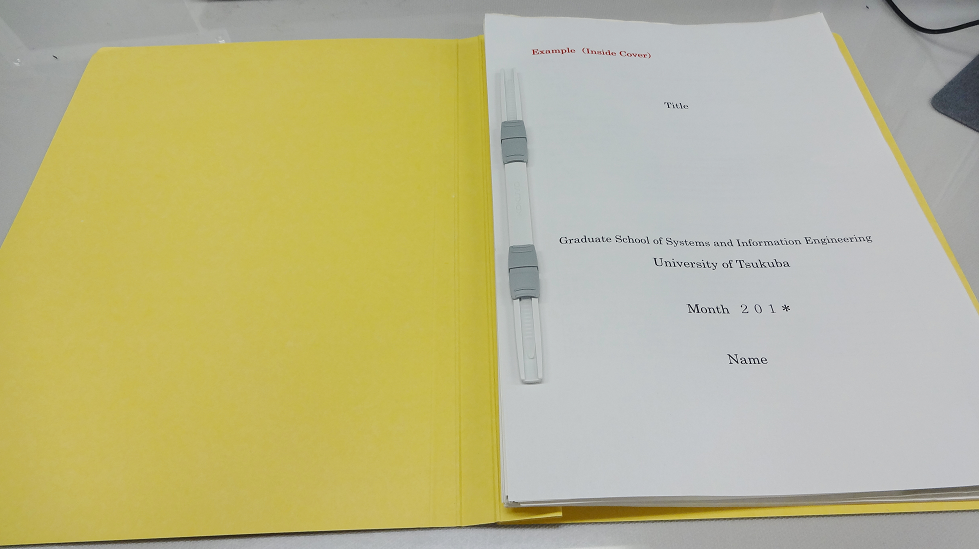 Example (Inside Cover)
Title
Graduate School of Systems and Information Engineering
University of Tsukuba
Month ２０１*
Name